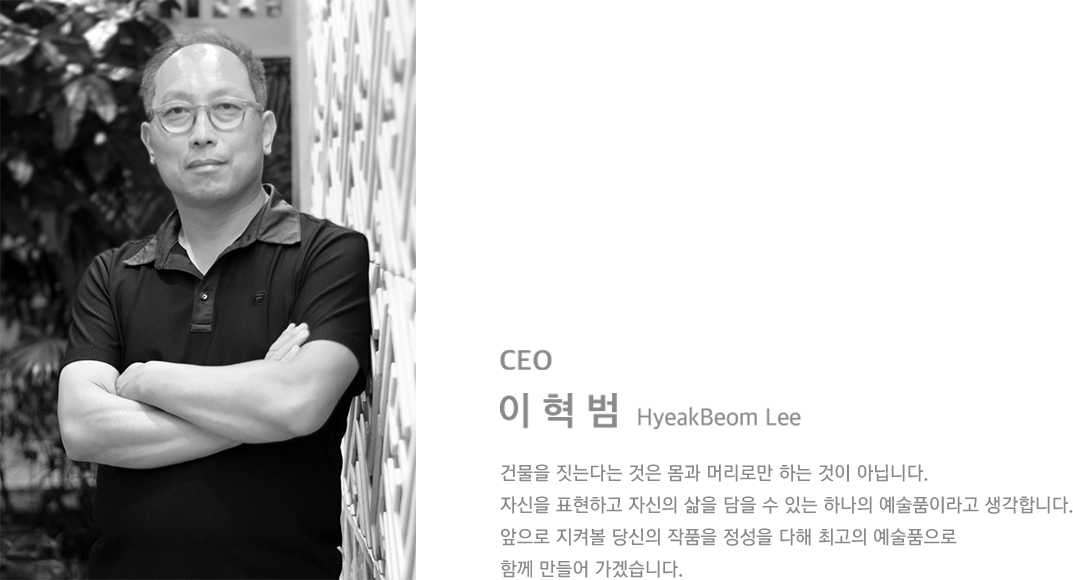 CEO
이 혁 범 HyeakBeom Lee
건물을 짓는다는 것은 몸과 머리로만 하는 것이 아닙니다.
자신을 표현하고 자신의 삶을 담을 수 있는 하나의 예술품이라고 생각합니다.
앞으로 지켜볼 당신의 작품을 정성을 다해 최고의 예술품으로
함께 만들어 가겠습니다.